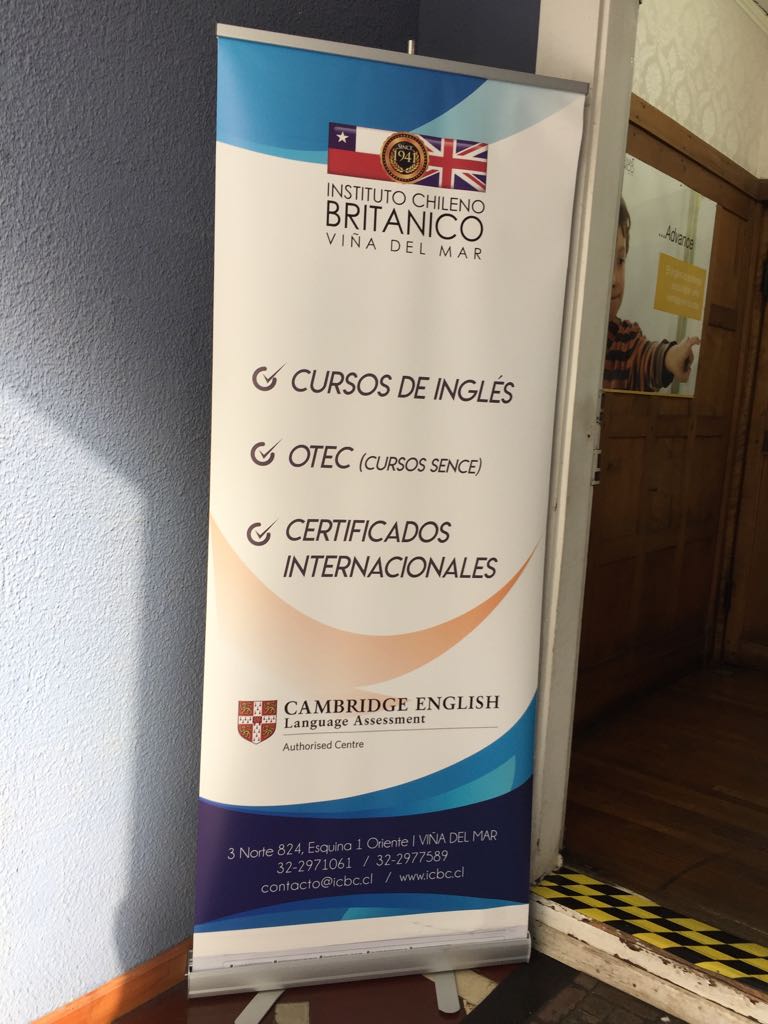 SINCE
1941
INSTITUTO CHILENO
BRITANICO
VIÑA DEL MAR
CURSOS DE INGLÉS
OTEC (CURSOS SENCE)
CERTIFICADOS
INTERNACIONALES
CAMBRIDGE ENGLISH
Language Assessment
Authorised Centre
3 Norte 824, Esquina 1 Oriente | VIÑA DEL MAR
32-2971061 / 32-2977589
contacto@icbc.cl / www.icbc.cl
...Advance